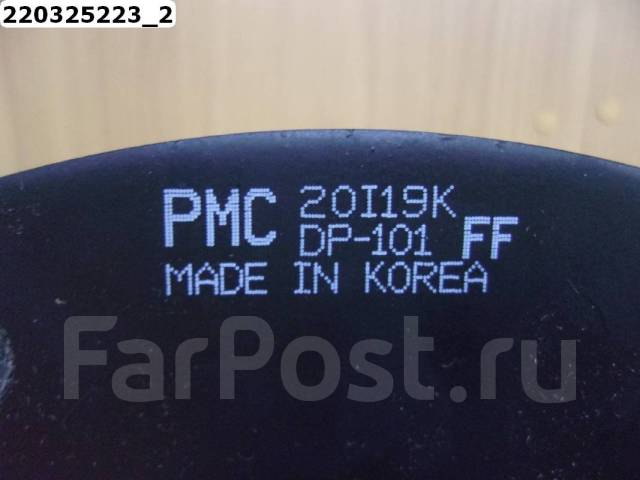 220325223_2
PMC 20I19K
DP-101 FF
MADE IN KOREA
FarPost.ru